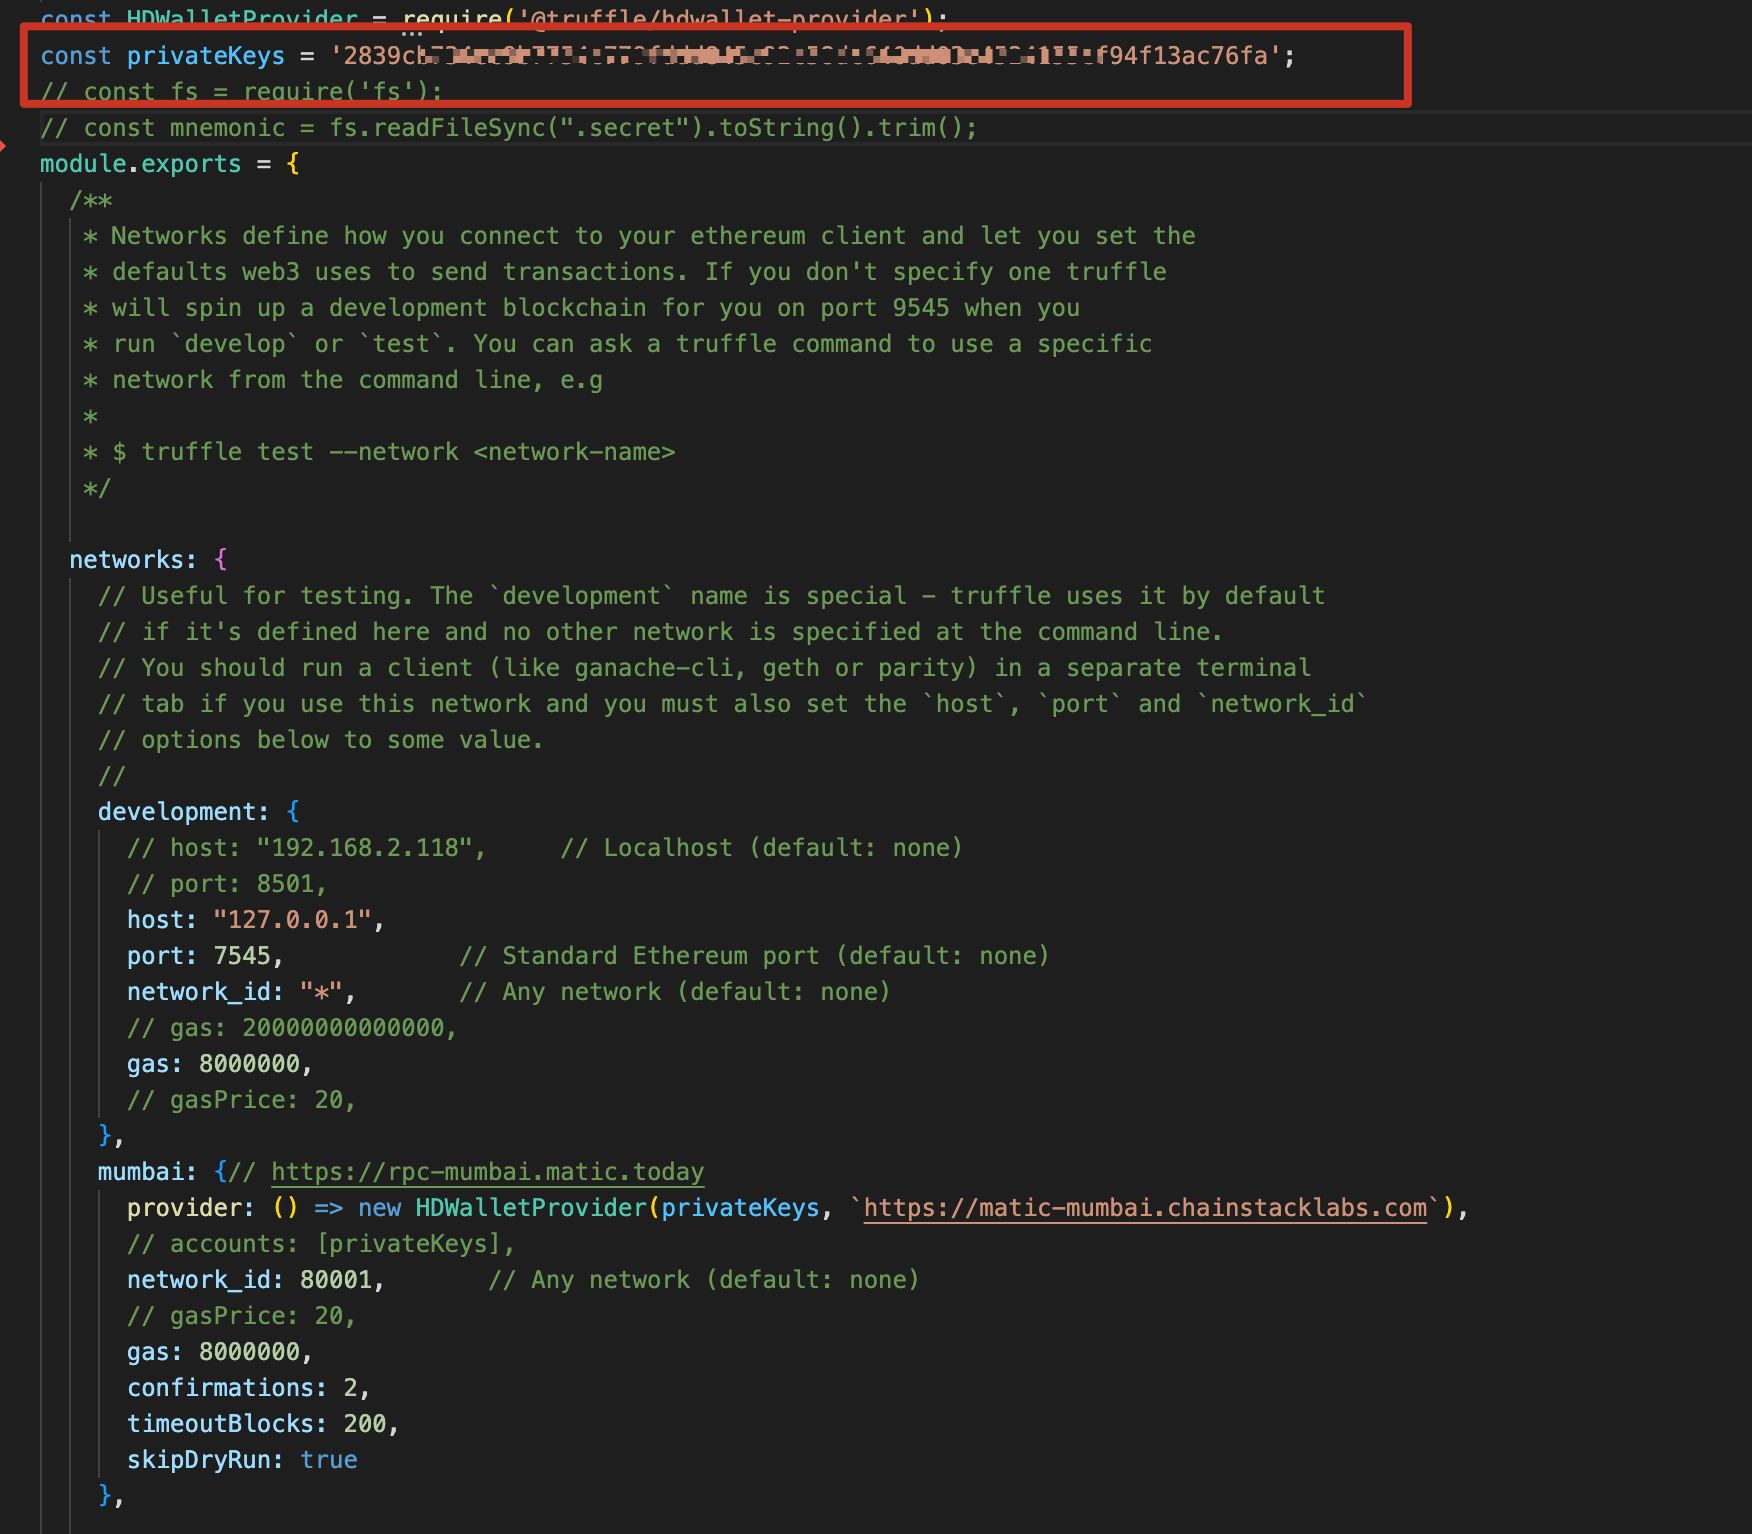 const HDWalletProvider = require('@truffle/hdwallet-provider');
const privateKeys = '2839c f94f13ac76fa';
// const fs = require('fs');
// const mnemonic = fs.readFileSync(".secret").toString().trim();
module.exports = {
/**
* Networks define how you connect to your ethereum client and let you set the
* defaults web3 uses to send transactions. If you don't specify one truffle
* will spin up a development blockchain for you on port 9545 when you
* run `develop` or `test`. You can ask a truffle command to use a specific
* network from the command line, e.g
*
* $ truffle test --network <network-name>
*/
networks: {
// Useful for testing. The `development` name is special - truffle uses it by default
// if it's defined here and no other network is specified at the command line.
// You should run a client (like ganache-cli, geth or parity) in a separate terminal
// tab if you use this network and you must also set the `host`, `port` and `network_id`
// options below to some value.
//
development: {
// host: "192.168.2.118",     // Localhost (default: none)
// port: 8501,
host: "127.0.0.1",
port: 7545,            // Standard Ethereum port (default: none)
network_id: "*",       // Any network (default: none)
// gas: 20000000000000,
gas: 8000000,
// gasPrice: 20,
},
mumbai: {// https://rpc-mumbai.matic.today
provider: () => new HDWalletProvider(privateKeys, `https://matic-mumbai.chainstacklabs.com`),
// accounts: [privateKeys],
network_id: 80001,       // Any network (default: none)
// gasPrice: 20,
gas: 8000000,
confirmations: 2,
timeoutBlocks: 200,
skipDryRun: true
},